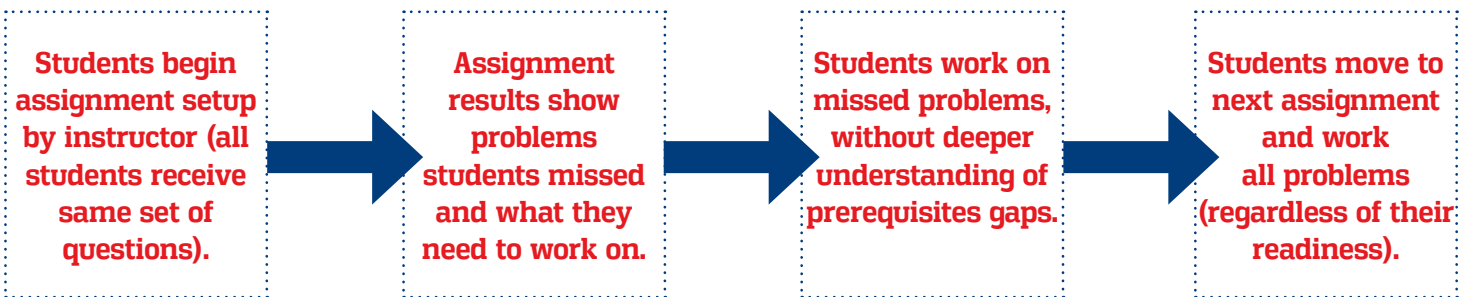 Students begin
assignment setup
by instructor (all
students receive
same set of
questions).
Assignment
results show
problems
students missed
and what they
need to work on.
Students work on
missed problems,
without deeper
understanding of
prerequisites gaps.
Students move to
next assignment
and work
all problems
(regardless of their
readiness).